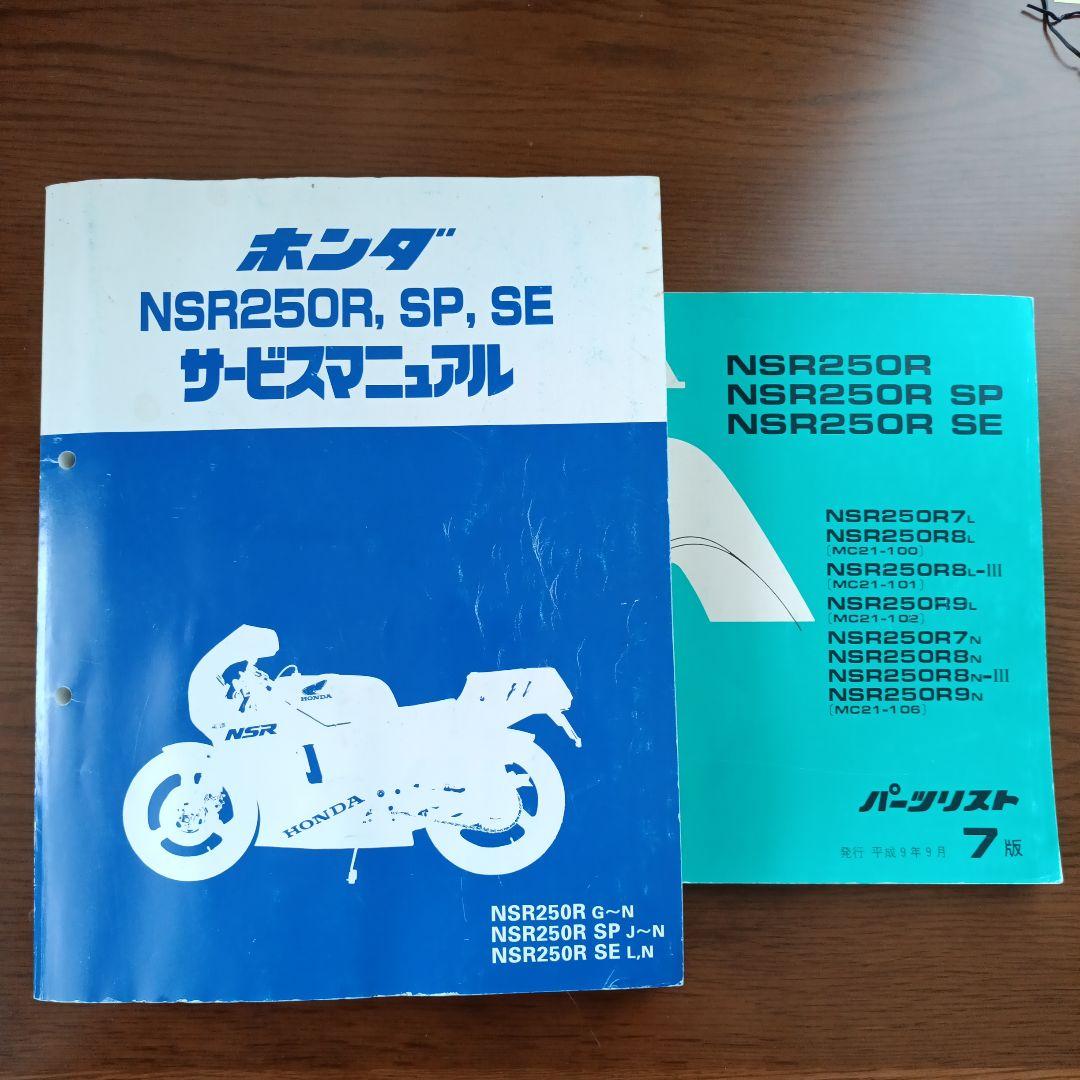 ホンダ
NSR250R, SP, SE
サービスマニュアル
HONDA
NSR
HONDA
NSR250R G～N
NSR250R SP J～N
NSR250R SE L,N
NSR250R
NSR250R SP
NSR250R SE
NSR250R7L
NSR250R8L
(MC21-100)
NSR250R8L-III
(MC21-101)
NSR250R9L
(MC21-102)
NSR250R7N
NSR250R8N
NSR250R8N-III
NSR250R9N
(MC21-106)
パーツリスト
発行 平成9年9月 7版